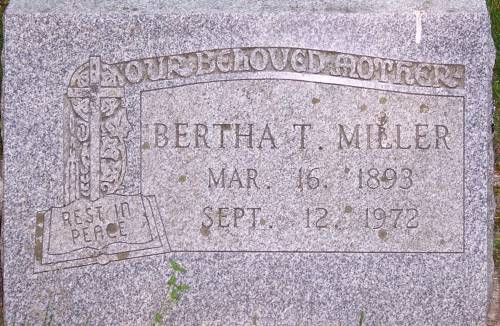 OUR BELOVED MOTHER
BERTHA T. MILLER
MAR. 16. 1893
SEPT. 12. 1972
REST IN
PEACE